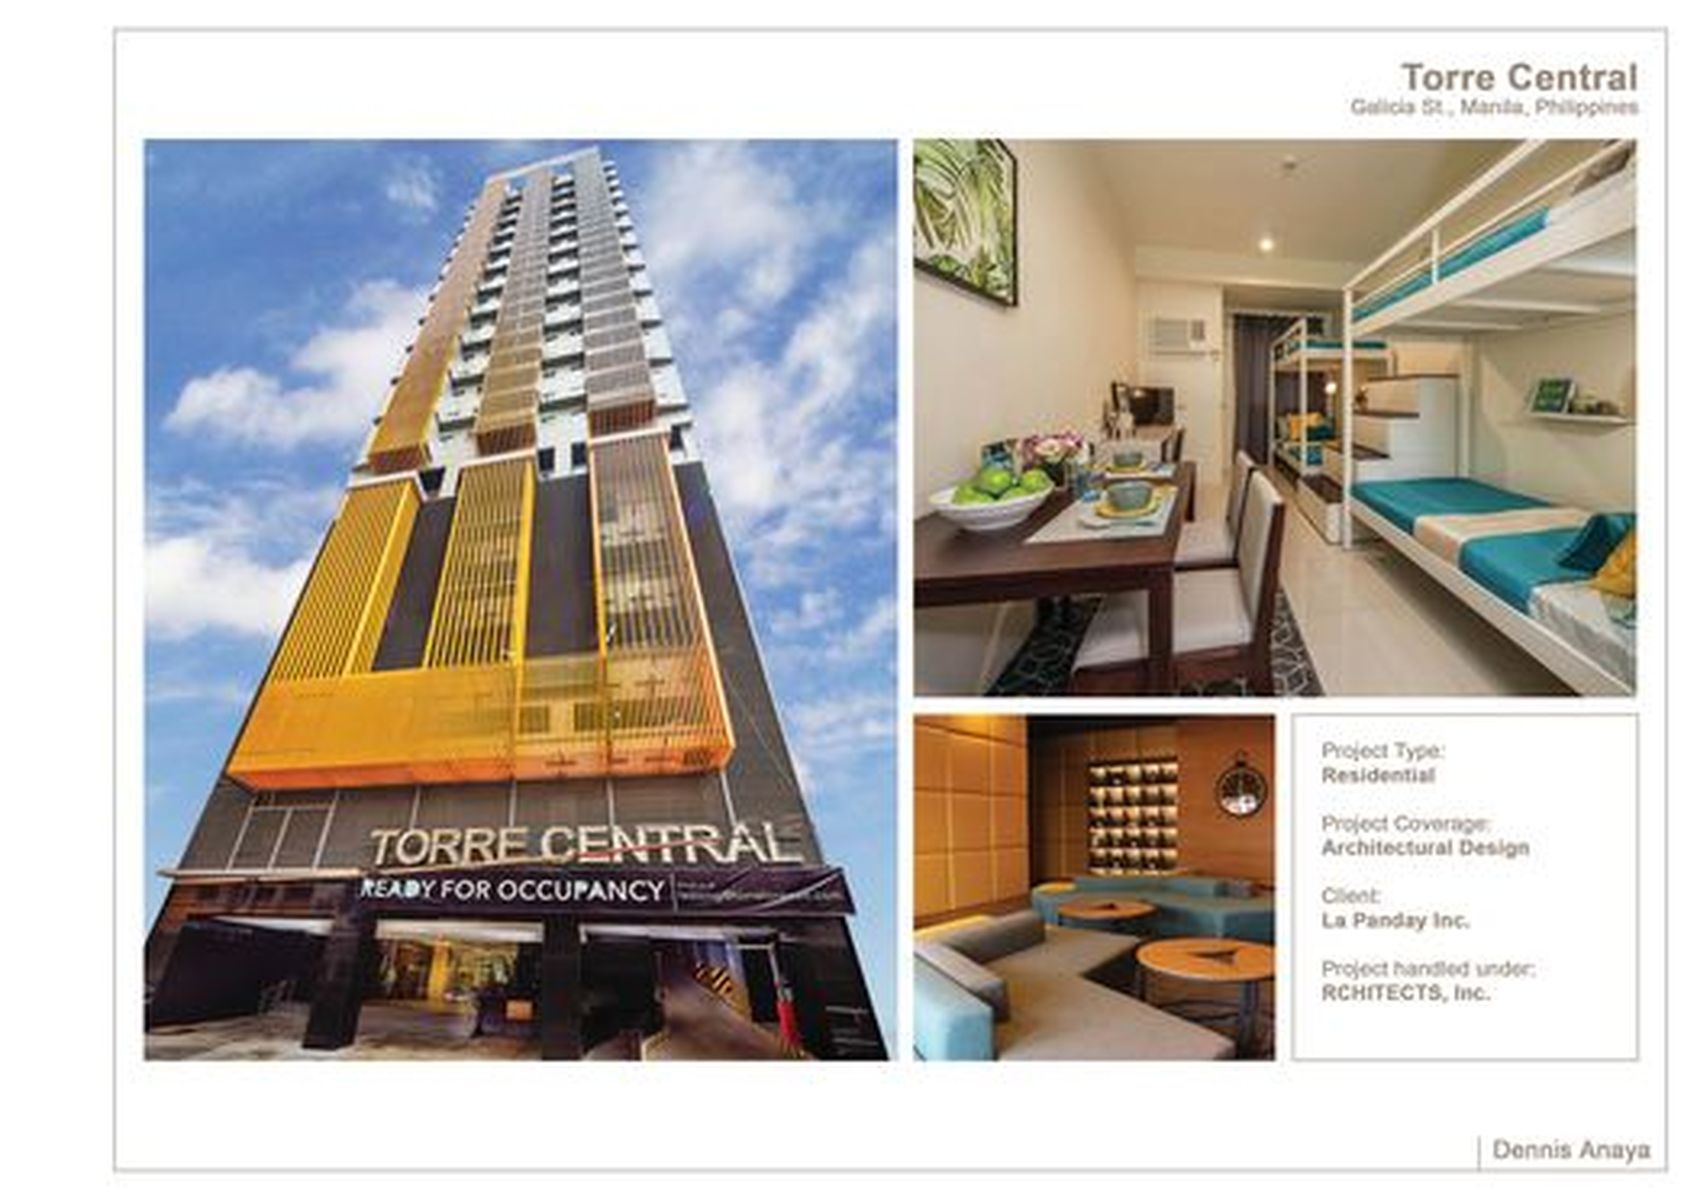 Torre Central
Galicia St., Manila, Philippines
TORRE CENTRAL
READY FOR OCCUPANCY
Project Type:
Residential
Project Coverage:
Architectural Design
Client:
La Panday Inc.
Project handled under:
RCHITECTS, Inc.
Dennis Anaya